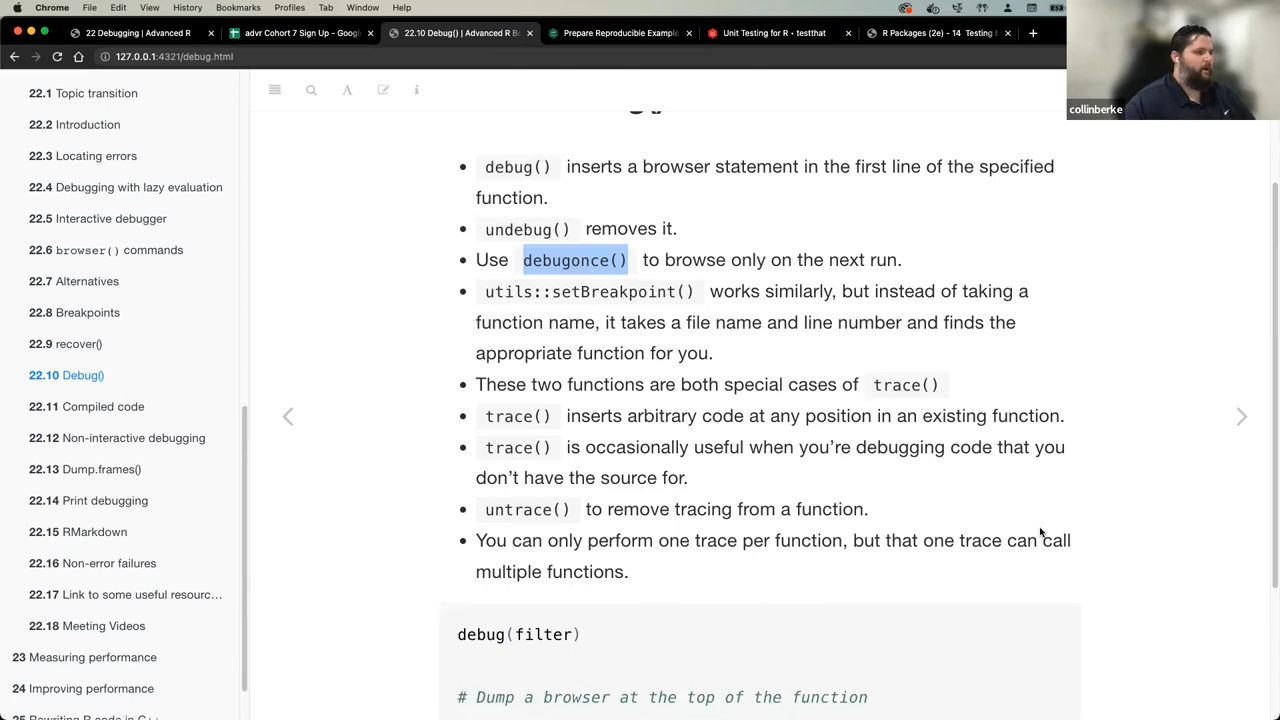 Chrome File Edit View History Bookmarks Profiles Tab Window Help
22 Debugging | Advanced R
advr Cohort 7 Sign Up - Googl
22.10 Debug() | Advanced R B
Prepare Reproducible Example
Unit Testing for R • testthat
R Packages (2e) - 14 Testing b
127.0.0.1:4321/debug.html
collinberke
22.1 Topic transition
22.2 Introduction
22.3 Locating errors
22.4 Debugging with lazy evaluation
22.5 Interactive debugger
22.6 browser() commands
22.7 Alternatives
22.8 Breakpoints
22.9 recover()
22.10 Debug()
22.11 Compiled code
22.12 Non-interactive debugging
22.13 Dump.frames()
22.14 Print debugging
22.15 RMarkdown
22.16 Non-error failures
22.17 Link to some useful resourc…
22.18 Meeting Videos
23 Measuring performance
24 Improving performance
25 Rewriting R code in C++
debug() inserts a browser statement in the first line of the specified
function.
undebug() removes it.
Use debugonce() to browse only on the next run.
utils::setBreakpoint() works similarly, but instead of taking a
function name, it takes a file name and line number and finds the
appropriate function for you.
These two functions are both special cases of trace()
trace() inserts arbitrary code at any position in an existing function.
trace() is occasionally useful when you're debugging code that you
don't have the source for.
untrace() to remove tracing from a function.
You can only perform one trace per function, but that one trace can call
multiple functions.
debug(filter)
# Dump a browser at the top of the function